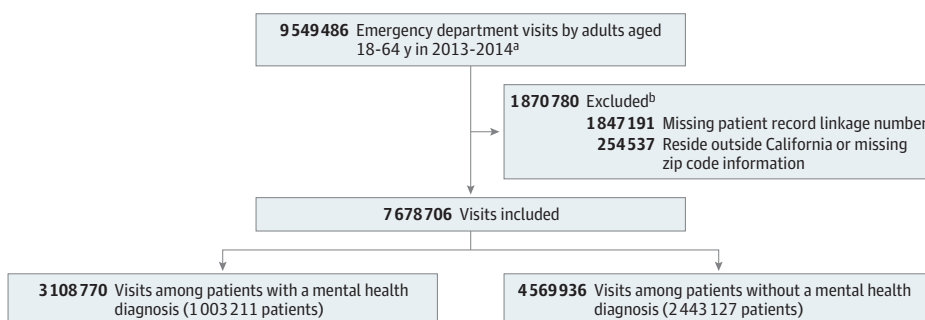 9549486 Emergency department visits by adults aged
18-64 y in 2013-2014a
1870780 Excludedb
1847191 Missing patient record linkage number
254537 Reside outside California or missing
zip code information
7678706 Visits included
3108770 Visits among patients with a mental health
diagnosis (1003211 patients)
4569936 Visits among patients without a mental health
diagnosis (2443127 patients)